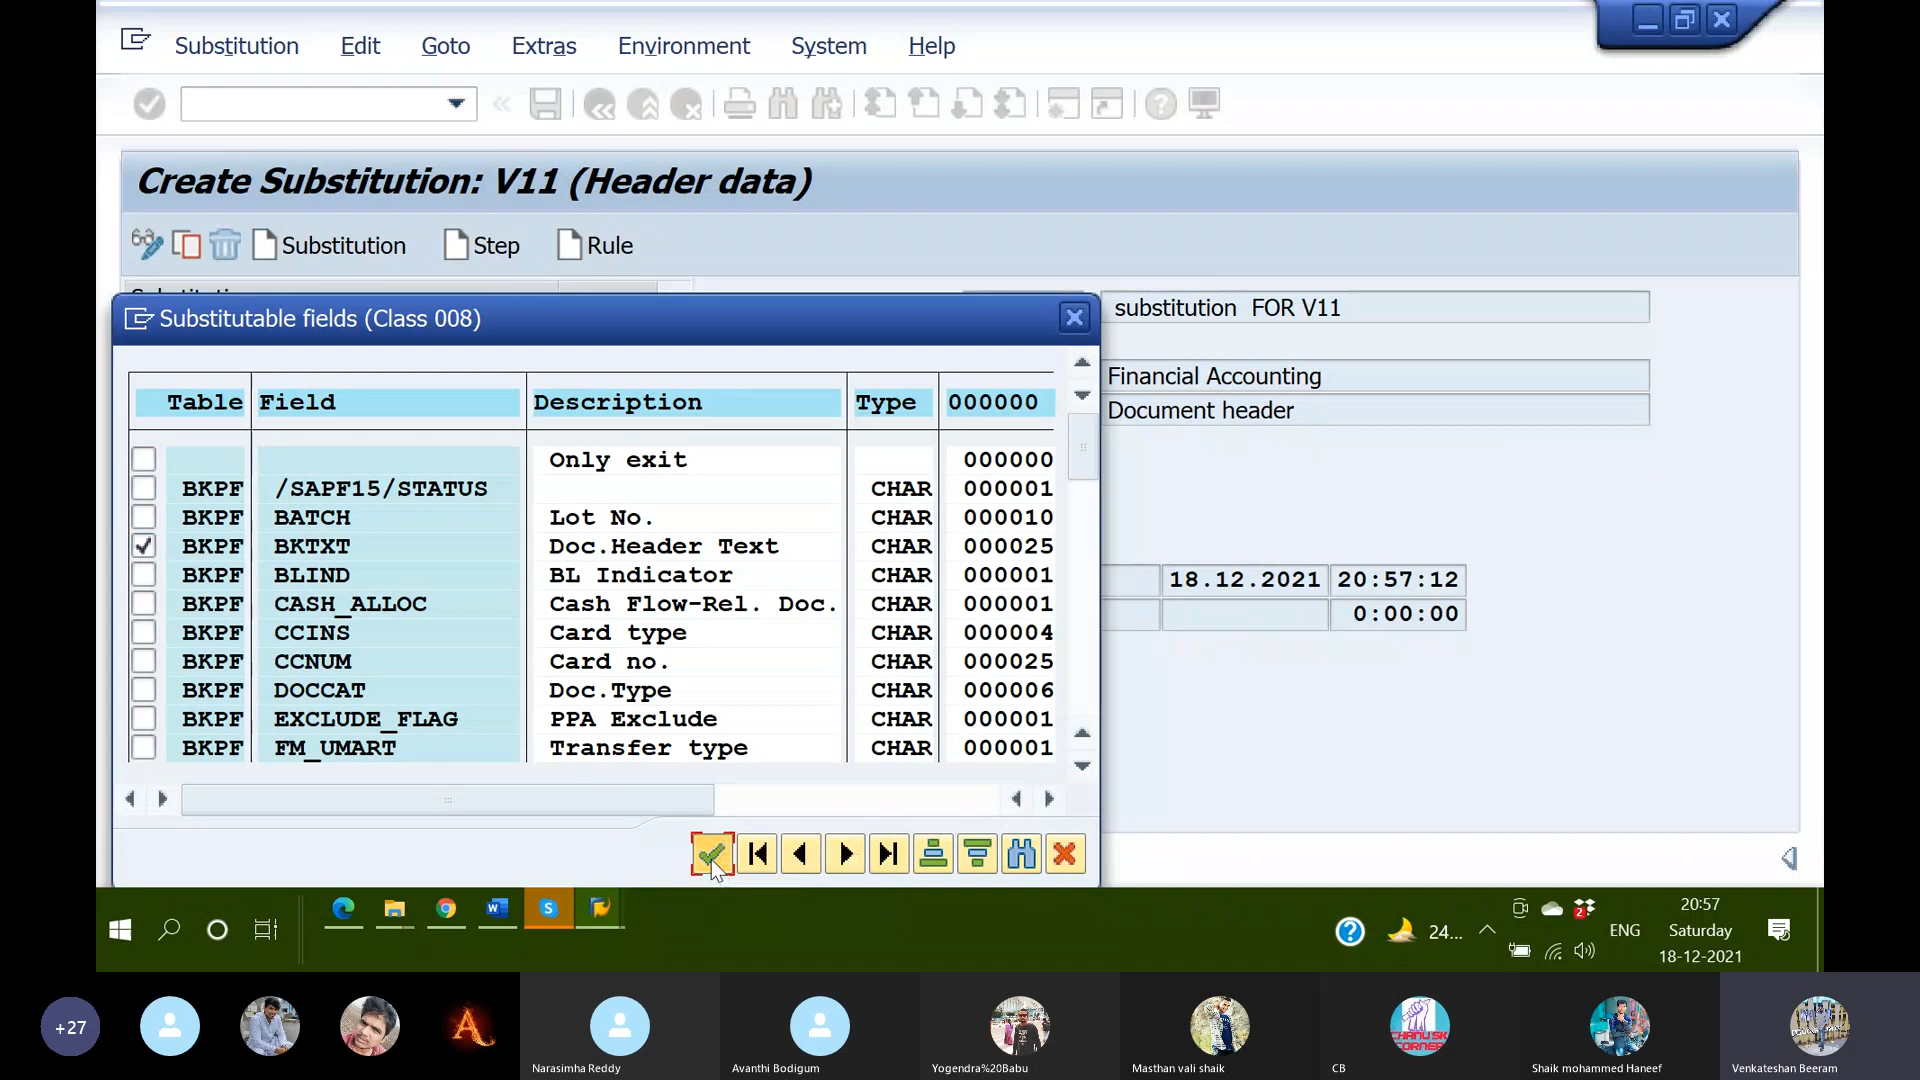 Substitution Edit Goto Extras Environment System Help
Create Substitution: V11 (Header data)
Substitution Step Rule
Substitutable fields (Class 008)
substitution FOR V11
Financial Accounting
Document header
18.12.2021 20:57:12
0:00:00
Table Field Description Type 000000
Only exit 000000
BKPF /SAPF15/STATUS CHAR 000001
BKPF BATCH Lot No. CHAR 000010
BKPF BKTXT Doc.Header Text CHAR 000025
BKPF BLIND BL Indicator CHAR 000001
BKPF CASH_ALLOC Cash Flow-Rel. Doc. CHAR 000001
BKPF CCINS Card type CHAR 000004
BKPF CCNUM Card no. CHAR 000025
BKPF DOCCAT Doc.Type CHAR 000006
BKPF EXCLUDE_FLAG PPA Exclude CHAR 000001
BKPF FM_UMART Transfer type CHAR 000001
24...
2
ENG
20:57
Saturday
18-12-2021
+27
CHANU SK
CORNER
Narasimha Reddy
Avanthi Bodigum
Yogendra%20Babu
Masthan vali shaik
CB
Shaik mohammed Haneef
Venkateshan Beeram